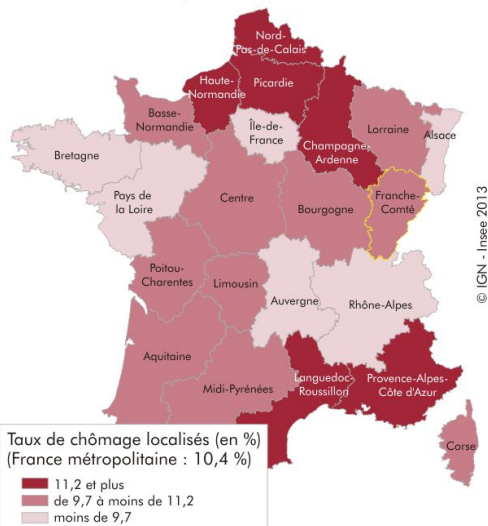 Nord-
Pas-de-Calais
Haute-
Normandie
Picardie
Basse-
Normandie
Île-de-
France
Champagne-
Ardenne
Lorraine
Alsace
Bretagne
Pays de
la Loire
Centre
Bourgogne
Franche-
Comté
Poitou-
Charentes
Limousin
Auvergne
Rhône-Alpes
Aquitaine
Midi-Pyrénées
Languedoc-
Roussillon
Provence-Alpes-
Côte d'Azur
Corse
© IGN - Insee 2013
Taux de chômage localisés (en %)
(France métropolitaine : 10,4 %)
11,2 et plus
de 9,7 à moins de 11,2
moins de 9,7